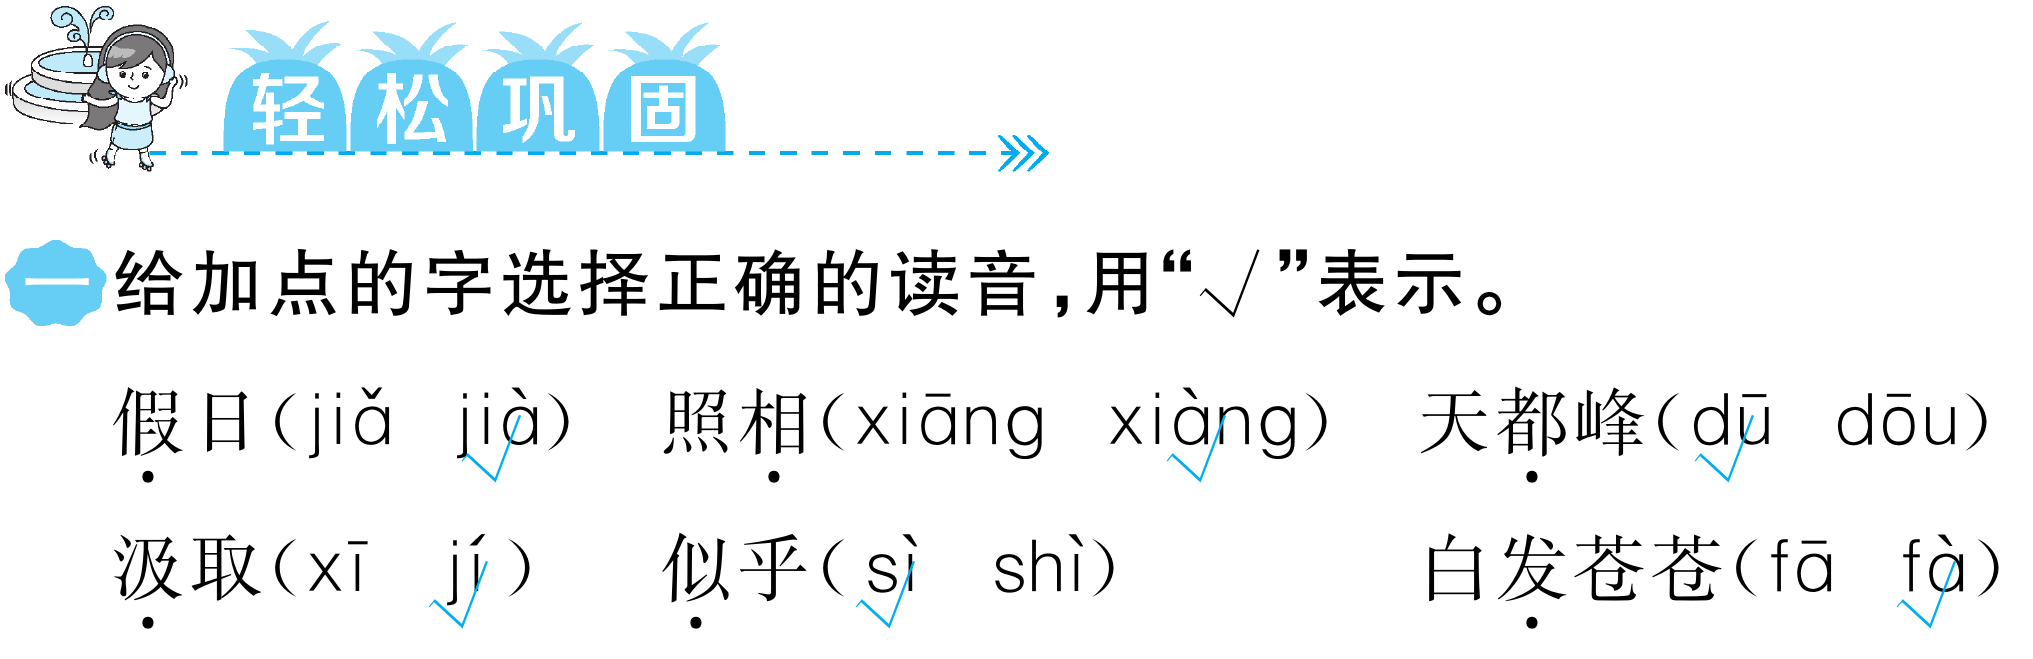 轻松巩固
一 给加点的字选择正确的读音,用“√”表示。
假日(jiǎ jià√) 照相(xiāng xiàng√) 天都峰(dū√ dōu)
汲取(xī jí√) 似乎(sì√ shì) 白发苍苍(fā fà√)